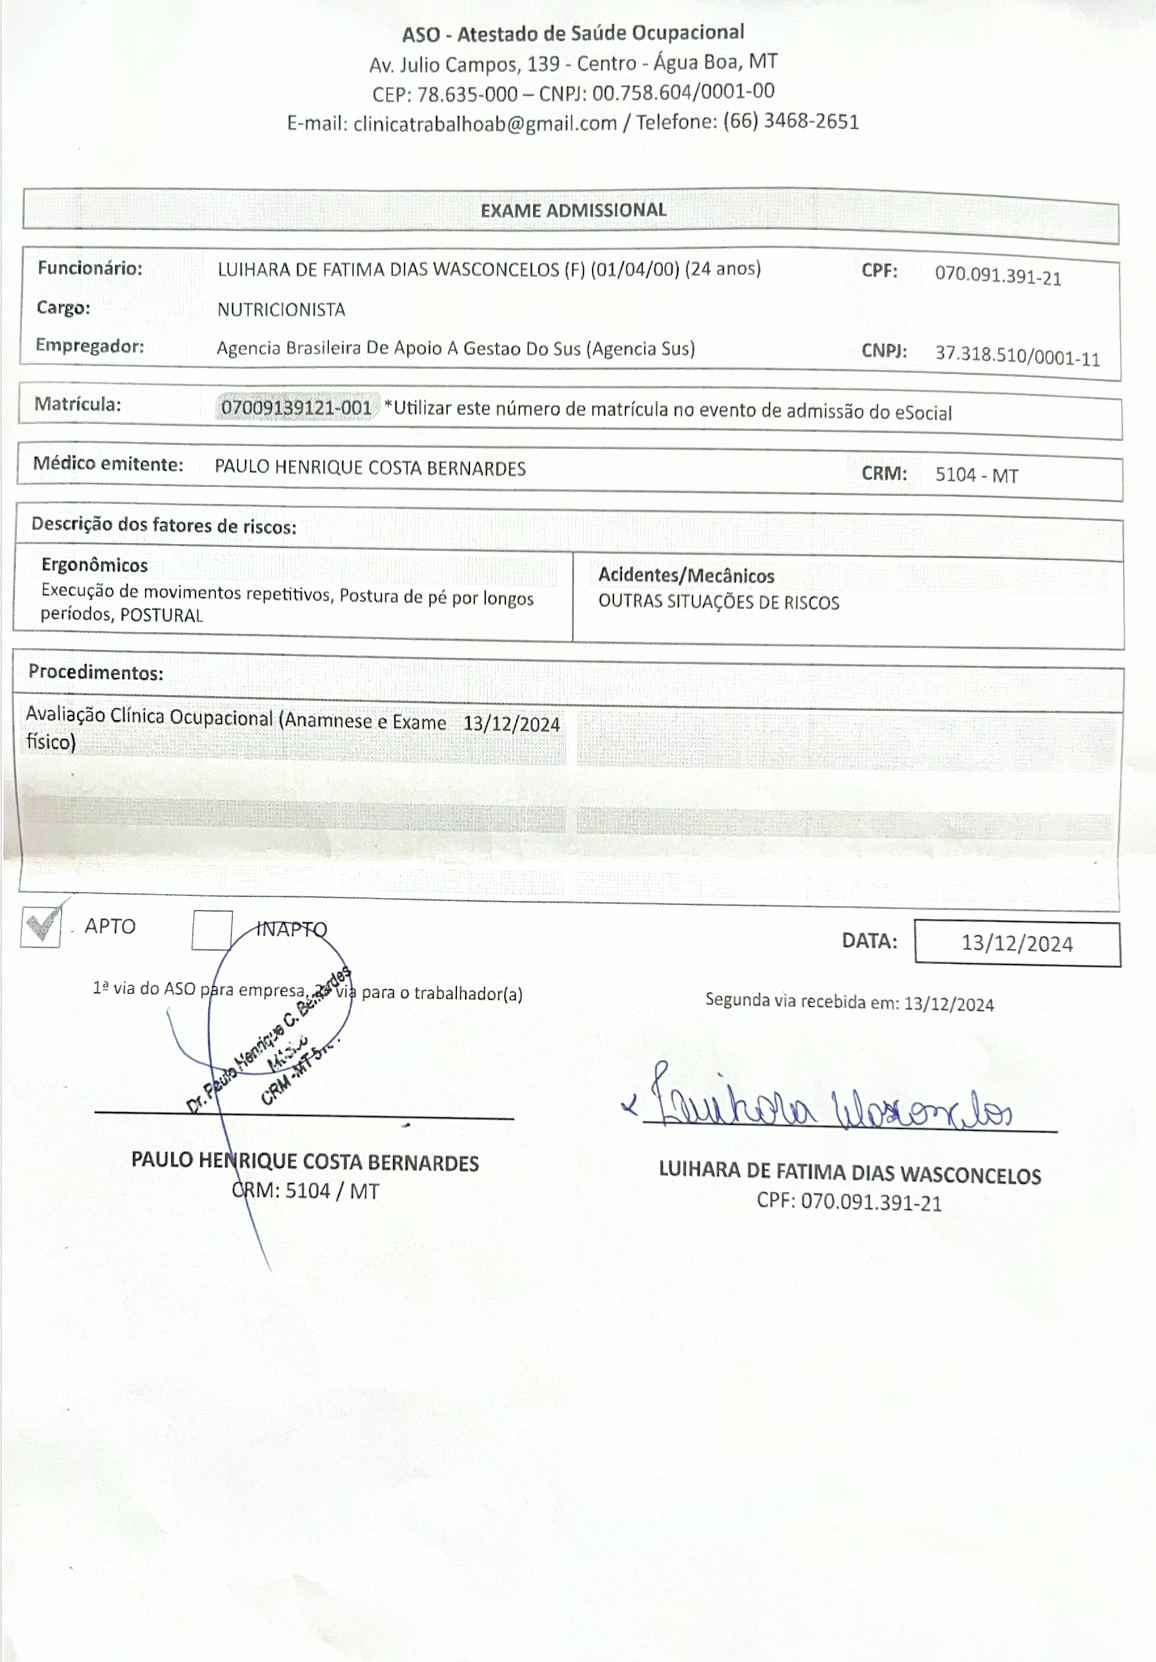 ASO - Atestado de Saúde Ocupacional
Av. Julio Campos, 139 - Centro - Água Boa, MT
CEP: 78.635-000 – CNPJ: 00.758.604/0001-00
E-mail: clinicatrabalhoab@gmail.com / Telefone: (66) 3468-2651
EXAME ADMISSIONAL
Funcionário: LUIHARA DE FATIMA DIAS WASCONCELOS (F) (01/04/00) (24 anos) CPF: 070.091.391-21
Cargo: NUTRICIONISTA
Empregador: Agencia Brasileira De Apoio A Gestao Do Sus (Agencia Sus) CNPJ: 37.318.510/0001-11
Matrícula: 07009139121-001 *Utilizar este número de matrícula no evento de admissão do eSocial
Médico emitente: PAULO HENRIQUE COSTA BERNARDES CRM: 5104 - MT
Descrição dos fatores de riscos:
Ergonômicos
Execução de movimentos repetitivos, Postura de pé por longos
períodos, POSTURAL
Acidentes/Mecânicos
OUTRAS SITUAÇÕES DE RISCOS
Procedimentos:
Avaliação Clínica Ocupacional (Anamnese e Exame 13/12/2024
físico)
APTO INAPTO DATA: 13/12/2024
1ª via do ASO para empresa, via para o trabalhador(a)
Segunda via recebida em: 13/12/2024
Dr. Paulo Henrique C. Bernardes
Médico
CRM-MT
Luihara Wasconcelos
PAULO HENRIQUE COSTA BERNARDES
CRM: 5104 / MT
LUIHARA DE FATIMA DIAS WASCONCELOS
CPF: 070.091.391-21